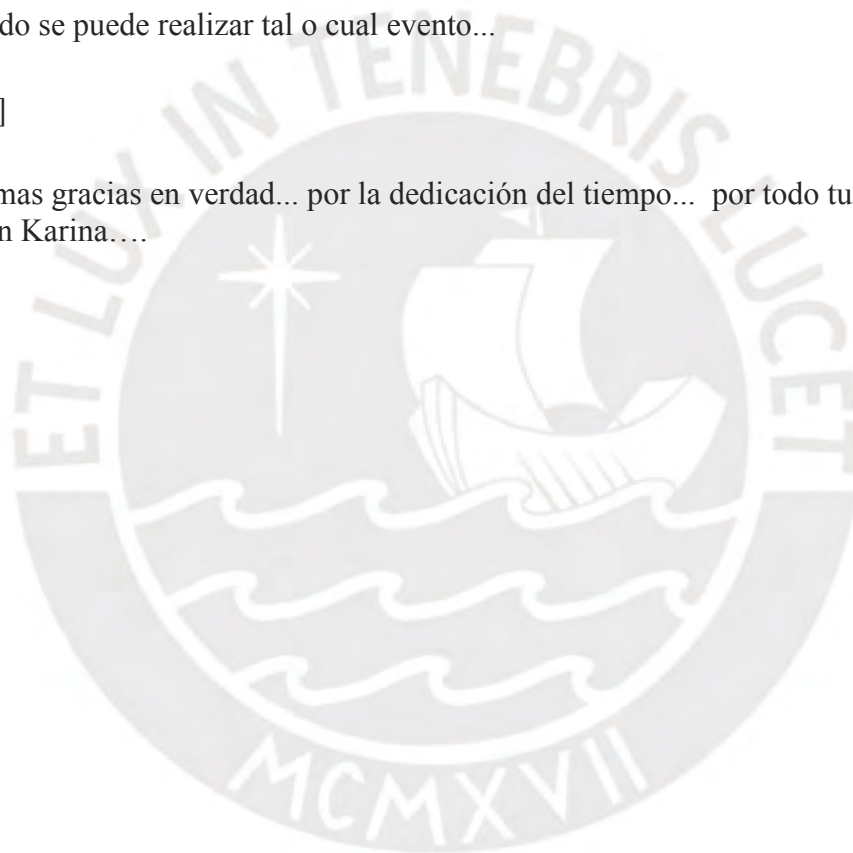 do se puede realizar tal o cual evento...
]
mas gracias en verdad... por la dedicación del tiempo...  por todo tu
n Karina….
ET LUX IN TENEBRIS LUCET
MCMXVII